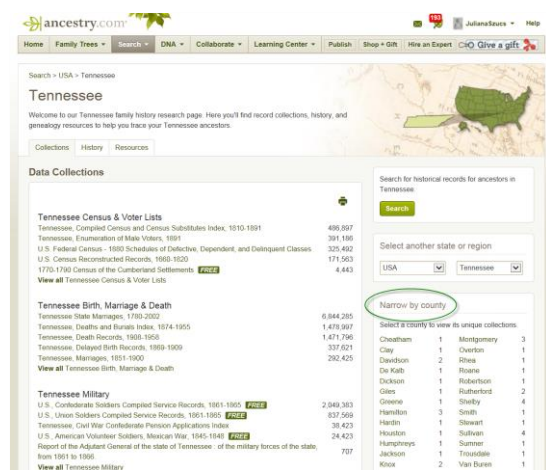 ancestry.com
193
JulianaSzucs Help
Home Family Trees Search DNA Collaborate Learning Center Publish Shop + Gift Hire an Expert Give a gift
Search > USA > Tennessee
Tennessee
Welcome to our Tennessee family history research page. Here you'll find record collections, history, and
genealogy resources to help you trace your Tennessee ancestors.
Collections History Resources
Data Collections
Tennessee Census & Voter Lists
Tennessee, Compiled Census and Census Substitutes Index, 1810-1891 486,897
Tennessee, Enumeration of Male Voters, 1891 391,186
U.S. Federal Census - 1880 Schedules of Defective, Dependent, and Delinquent Classes 325,492
U.S. Census Reconstructed Records, 1660-1820 171,563
1770-1790 Census of the Cumberland Settlements FREE 4,443
View all Tennessee Census & Voter Lists
Tennessee Birth, Marriage & Death
Tennessee State Marriages, 1780-2002 6,844,285
Tennessee, Deaths and Burials Index, 1874-1955 1,478,997
Tennessee, Death Records, 1908-1958 1,471,796
Tennessee, Delayed Birth Records, 1869-1909 337,621
Tennessee, Marriages, 1851-1900 292,425
View all Tennessee Birth, Marriage & Death
Tennessee Military
U.S., Confederate Soldiers Compiled Service Records, 1861-1865 FREE 2,049,383
U.S., Union Soldiers Compiled Service Records, 1861-1865 FREE 837,569
Tennessee, Civil War Confederate Pension Applications Index 38,423
U.S., American Volunteer Soldiers, Mexican War, 1845-1848 FREE 24,423
Report of the Adjutant General of the state of Tennessee : of the military forces of the state, 707
from 1861 to 1866.
View all Tennessee Military
Search for historical records for ancestors in
Tennessee.
Search
Select another state or region
USA Tennessee
Narrow by county
Select a county to view its unique collections.
Cheatham 1 Montgomery 3
Clay 1 Overton 1
Davidson 2 Rhea 1
De Kalb 1 Roane 1
Dickson 1 Robertson 1
Giles 1 Rutherford 2
Greene 1 Shelby 4
Hamilton 3 Smith 1
Hardin 1 Stewart 1
Houston 1 Sullivan 4
Humphreys 1 Sumner 1
Jackson 1 Trousdale 1
Knox 2 Van Buren 1